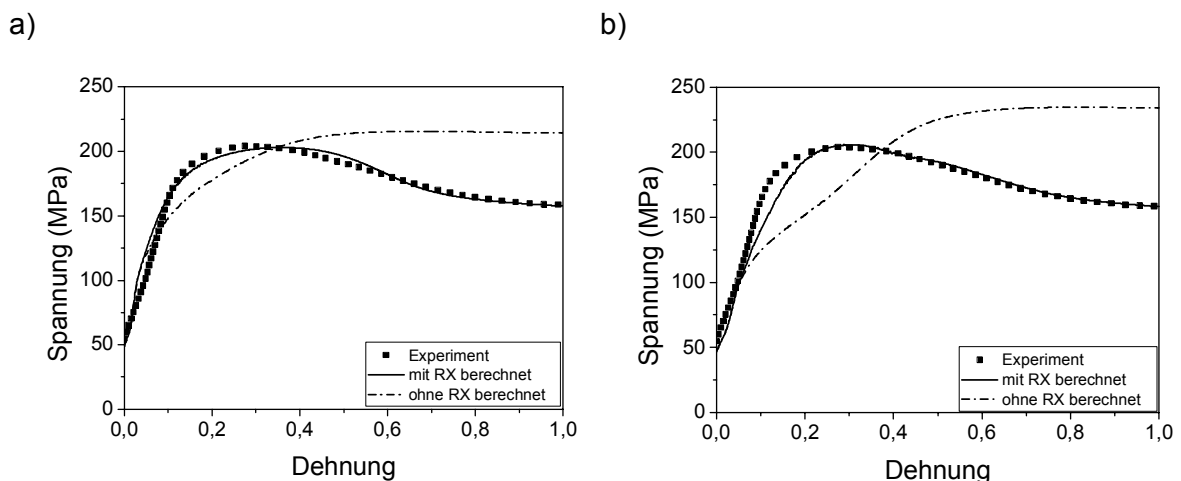 a)
250
200
150
100
50
0
Spannung (MPa)
Experiment
mit RX berechnet
ohne RX berechnet
0,0 0,2 0,4 0,6 0,8 1,0
Dehnung
b)
250
200
150
100
50
0
Spannung (MPa)
Experiment
mit RX berechnet
ohne RX berechnet
0,0 0,2 0,4 0,6 0,8 1,0
Dehnung